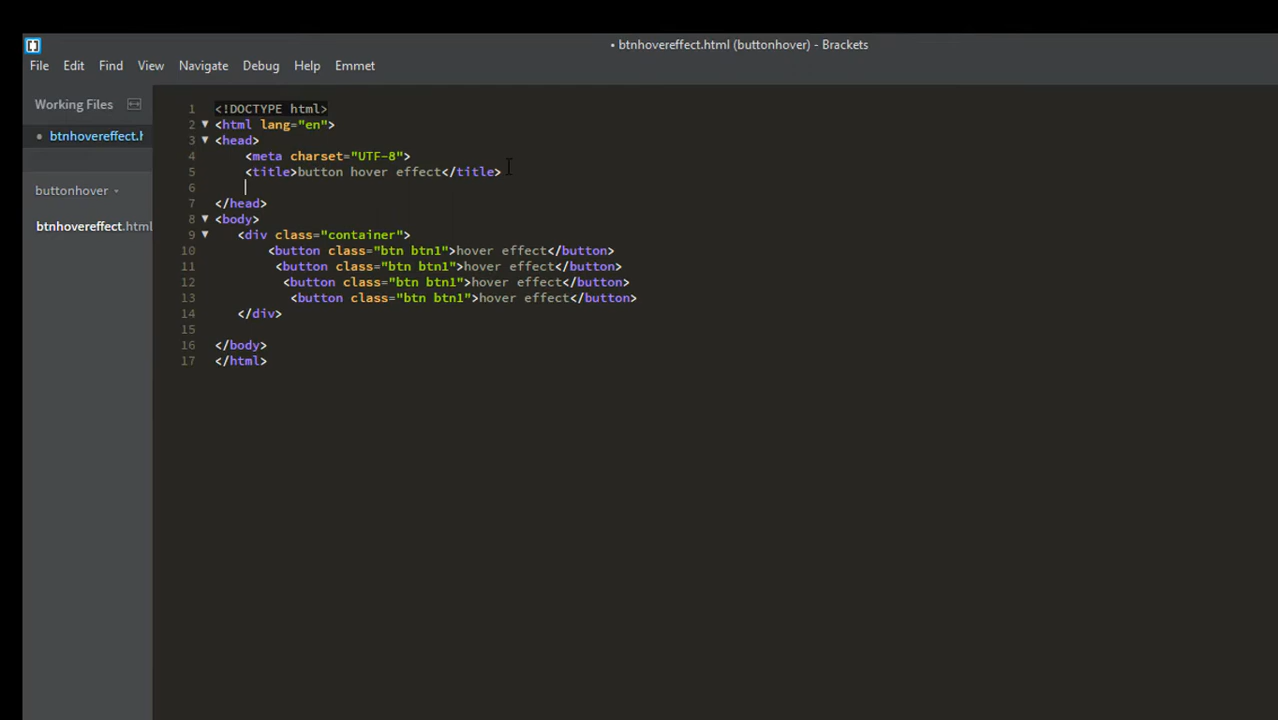 • btnhovereffect.html (buttonhover) - Brackets
File Edit Find View Navigate Debug Help Emmet
Working Files
• btnhovereffect.h
buttonhover
btnhovereffect.html
1 <!DOCTYPE html>
2 <html lang="en">
3 <head>
4 <meta charset="UTF-8">
5 <title>button hover effect</title>
6
7 </head>
8 <body>
9 <div class="container">
10 <button class="btn btn1">hover effect</button>
11 <button class="btn btn1">hover effect</button>
12 <button class="btn btn1">hover effect</button>
13 <button class="btn btn1">hover effect</button>
14 </div>
15
16 </body>
17 </html>